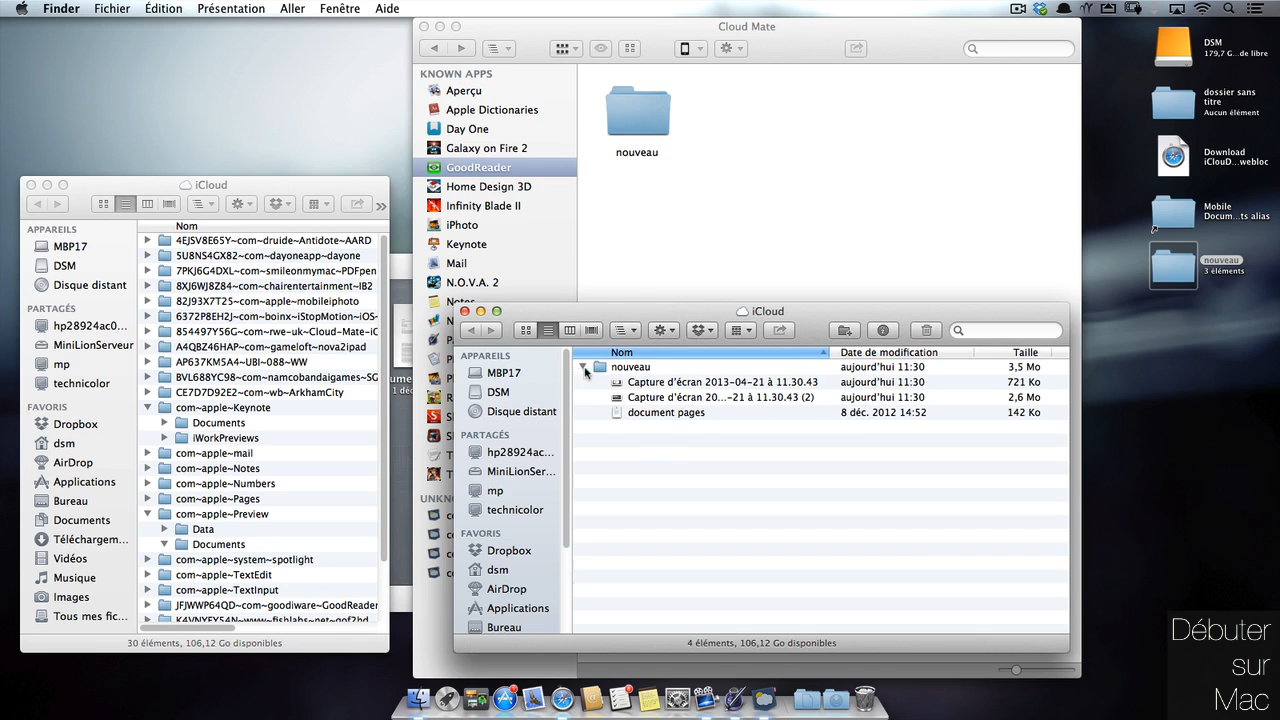 Finder Fichier Édition Présentation Aller Fenêtre Aide
Cloud Mate
KNOWN APPS
Aperçu
Apple Dictionaries
Day One
Galaxy on Fire 2
GoodReader
Home Design 3D
Infinity Blade II
iPhoto
Keynote
Mail
N.O.V.A. 2
Notes
UNKN
nouveau
DSM
179,7 G...de libre
dossier sans
titre
Aucun élément
Download
iClouD...webloc
Mobile
Docum...ts alias
nouveau
3 éléments
iCloud
APPAREILS
MBP17
DSM
Disque distant
PARTAGÉS
hp28924ac0...
MiniLionServeur
mp
technicolor
FAVORIS
Dropbox
dsm
AirDrop
Applications
Bureau
Documents
Téléchargem...
Vidéos
Musique
Images
Tous mes fic...
Nom
4EJSV8E65Y~com~druide~Antidote~AARD
5U8NS4GX82~com~dayoneapp~dayone
7PKJ6G4DXL~com~smileonmymac~PDFpen
8XJ6WJ8Z84~com~chairentertainment~IB2
82J93X7T25~com~apple~mobileiphoto
6372P8EH2J~com~boinx~iStopMotion~iOS
854497Y56G~com~rwe-uk~Cloud-Mate-iC
A4QBZ46HAP~com~gameloft~nova2ipad
AP637KM5A4~UBI~088~WW
BVL688YC98~com~namcobandaigames~SG
CE7D7D92EH~com~wb~ArkhamCity
com~apple~Keynote
Documents
iWorkPreviews
com~apple~mail
com~apple~Notes
com~apple~Numbers
com~apple~Pages
com~apple~Preview
Data
Documents
com~apple~system~spotlight
com~apple~TextEdit
com~apple~TextInput
JFJWWP64QD~com~goodiware~GoodReader
K4VNYFY54N~www~fishlabs~net~gof2hd
30 éléments, 106,12 Go disponibles
iCloud
APPAREILS
MBP17
DSM
Disque distant
PARTAGÉS
hp28924ac...
MiniLionSer...
mp
technicolor
FAVORIS
Dropbox
dsm
AirDrop
Applications
Bureau
Nom Date de modification Taille
nouveau aujourd'hui 11:30 3,5 Mo
Capture d'écran 2013-04-21 à 11.30.43 aujourd'hui 11:30 721 Ko
Capture d'écran 20...-21 à 11.30.43 (2) aujourd'hui 11:30 2,6 Mo
document pages 8 déc. 2012 14:52 142 Ko
4 éléments, 106,12 Go disponibles
Débuter
sur
Mac